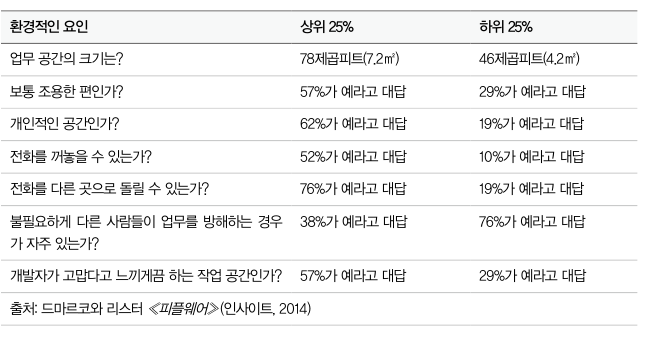 환경적인 요인 상위 25% 하위 25%
업무 공간의 크기는? 78제곱피트(7.2㎡) 46제곱피트(4.2㎡)
보통 조용한 편인가? 57%가 예라고 대답 29%가 예라고 대답
개인적인 공간인가? 62%가 예라고 대답 19%가 예라고 대답
전화를 꺼놓을 수 있는가? 52%가 예라고 대답 10%가 예라고 대답
전화를 다른 곳으로 돌릴 수 있는가? 76%가 예라고 대답 19%가 예라고 대답
불필요하게 다른 사람들이 업무를 방해하는 경우 38%가 예라고 대답 76%가 예라고 대답
가 자주 있는가?
개발자가 고맙다고 느끼게끔 하는 작업 공간인가? 57%가 예라고 대답 29%가 예라고 대답
출처: 드마르코와 리스터 《피플웨어》(인사이트, 2014)